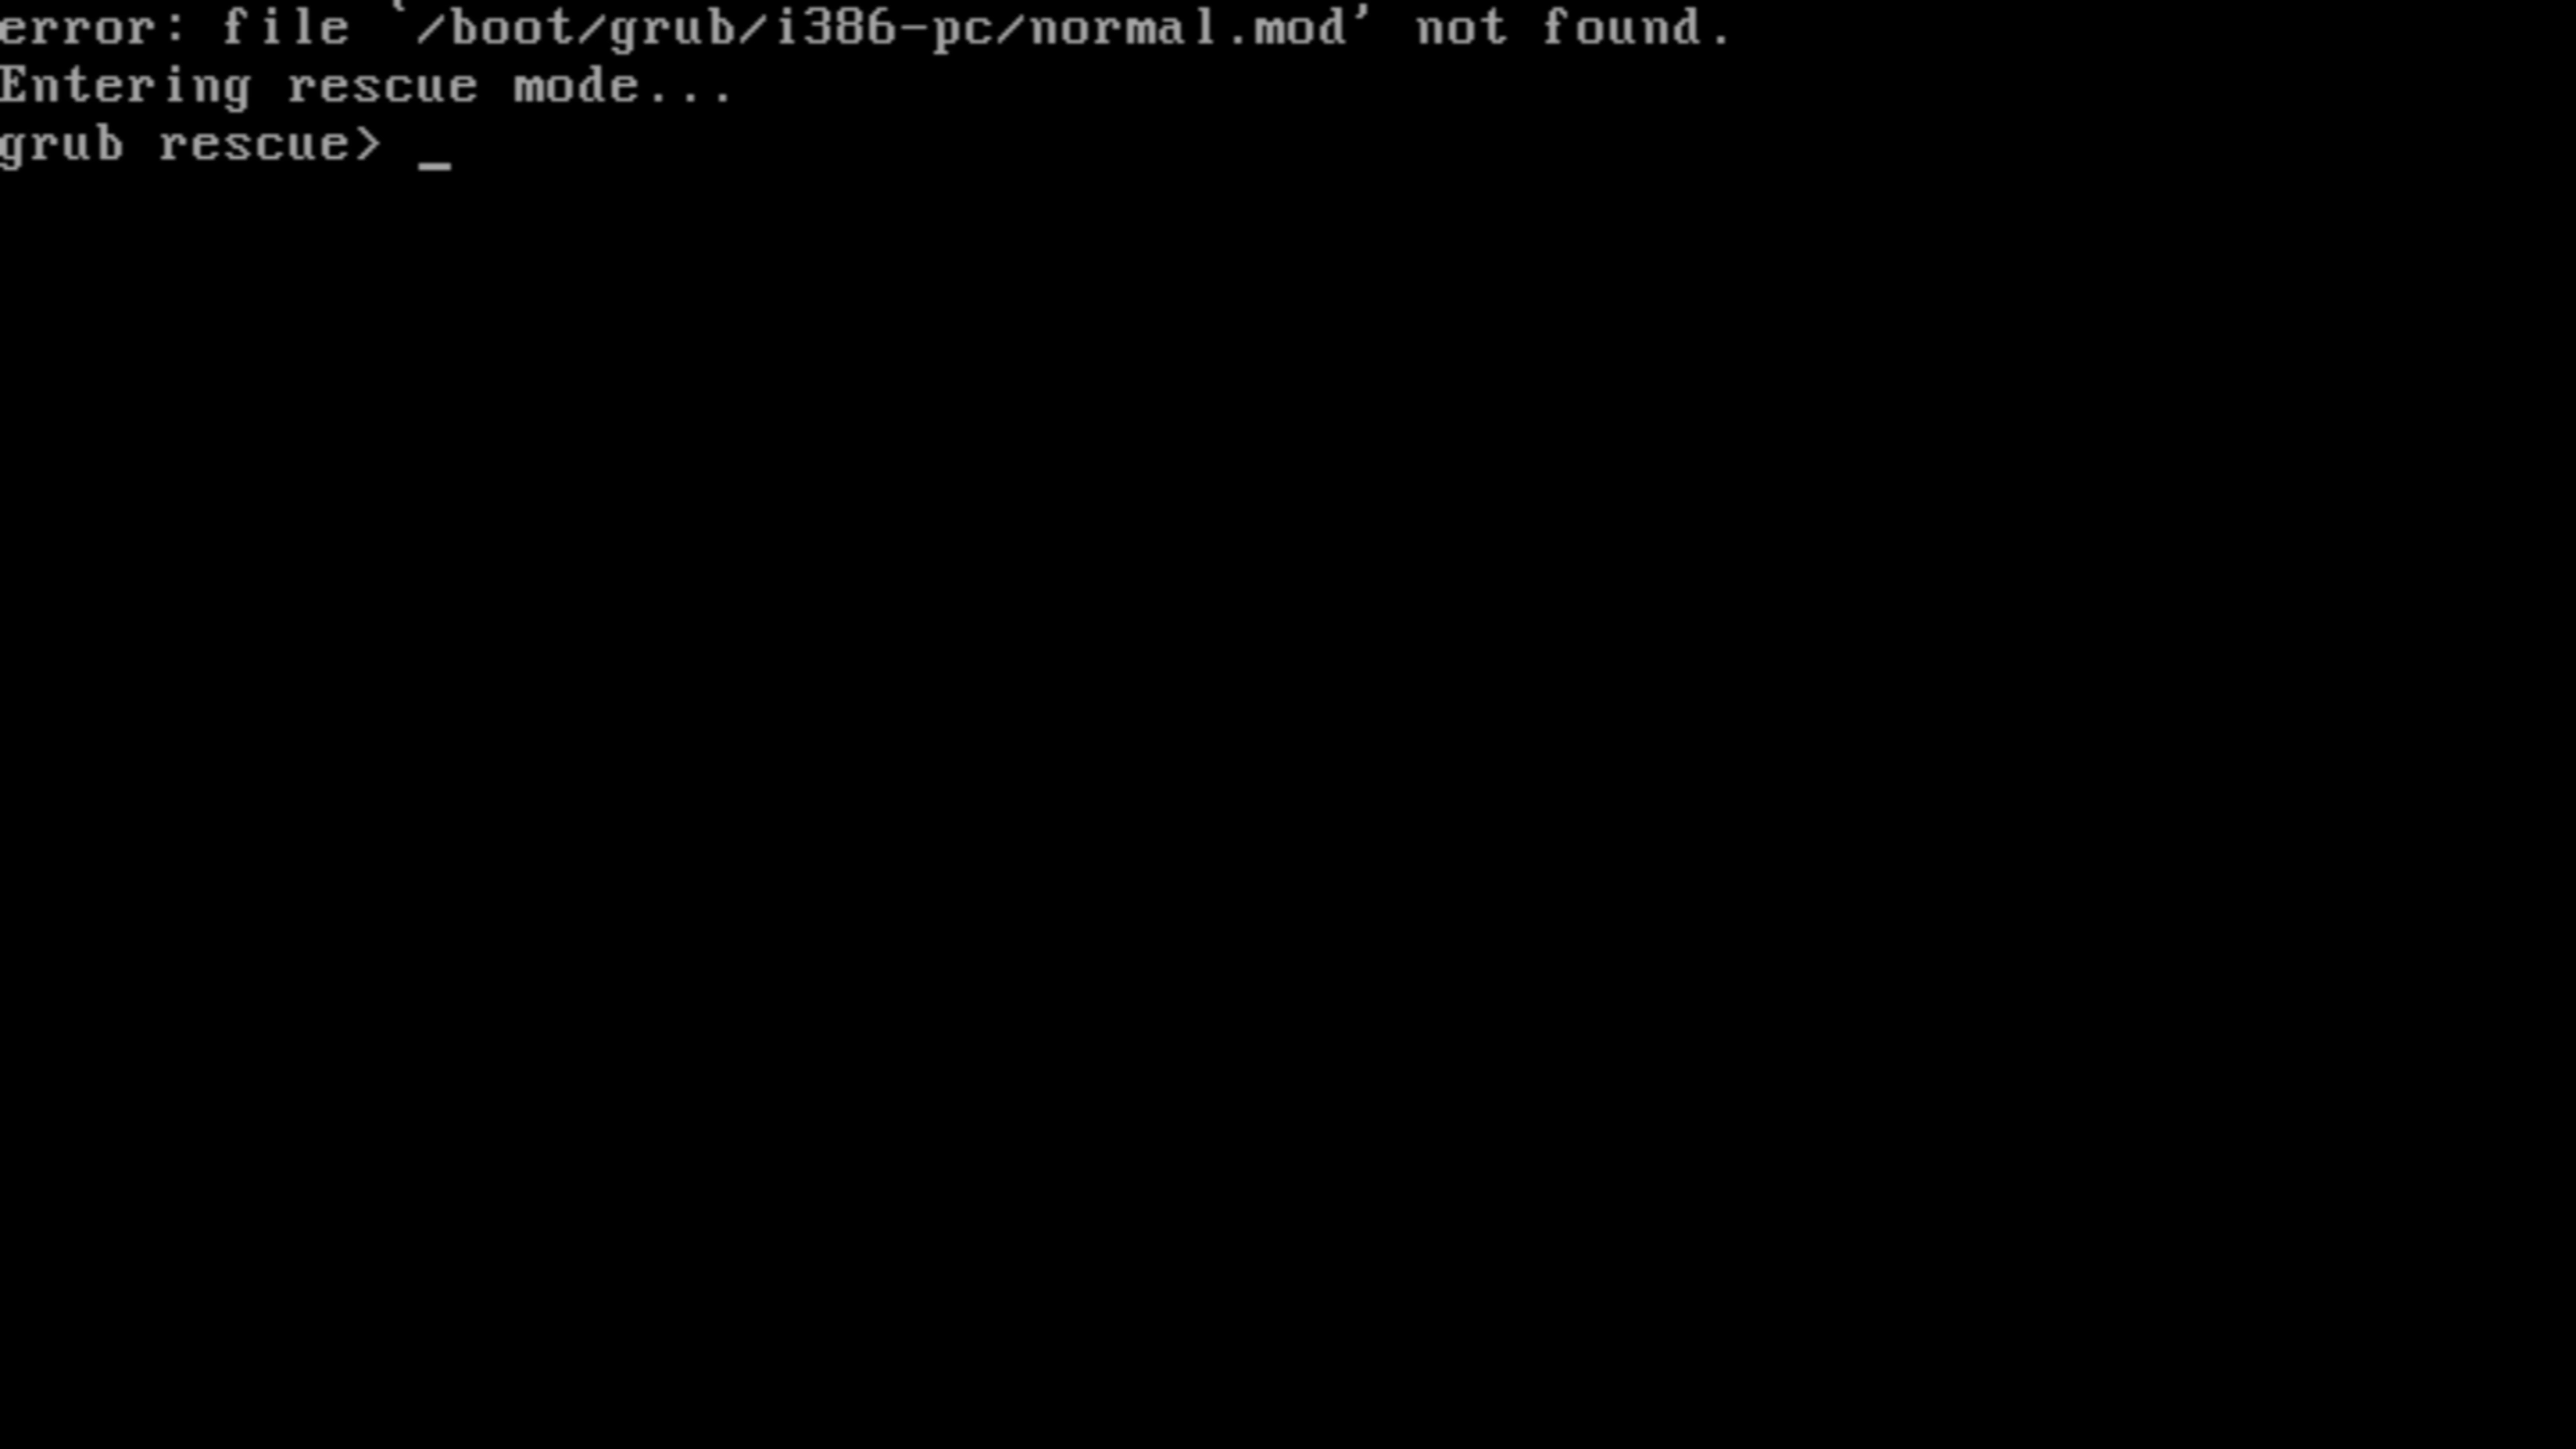 error: file `/boot/grub/i386-pc/normal.mod' not found.
Entering rescue mode...
grub rescue> _